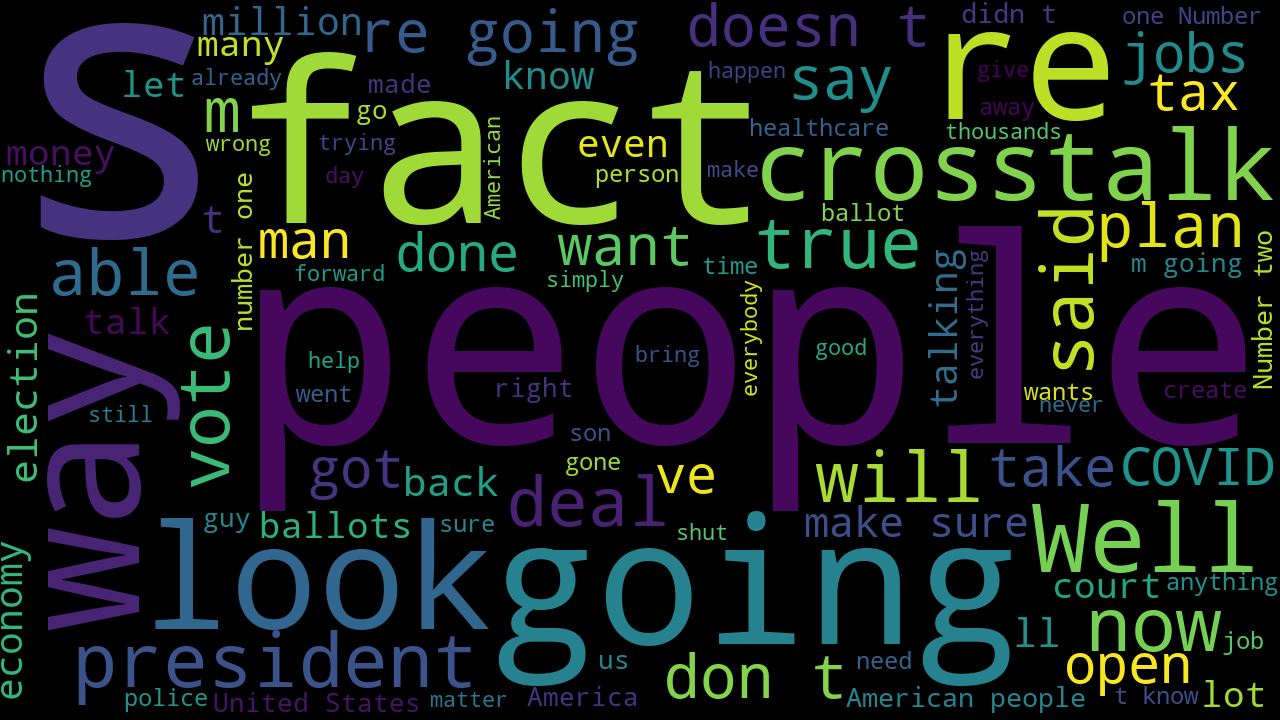 S
fact
re
people
way
look
going
million
many
re going
doesn t
didn t
one Number
let
already
made
know
happen
say
give
jobs
tax
m
go
wrong
trying
American
even
person
make
healthcare
away
thousands
crosstalk
money
nothing
day
t
number one
man
forward
done
want
simply
true
time
ballot
said
plan
m going
Number two
able
talk
election
vote
still
help
went
right
bring
everybody
good
talking
everything
wants
never
create
son
gone
got
back
deal
ve
will
take
COVID
guy
ballots
sure
shut
make sure
Well
court
anything
economy
president
us
don t
need
ll
now
job
open
police
United States
matter
America
American people
t know
lot